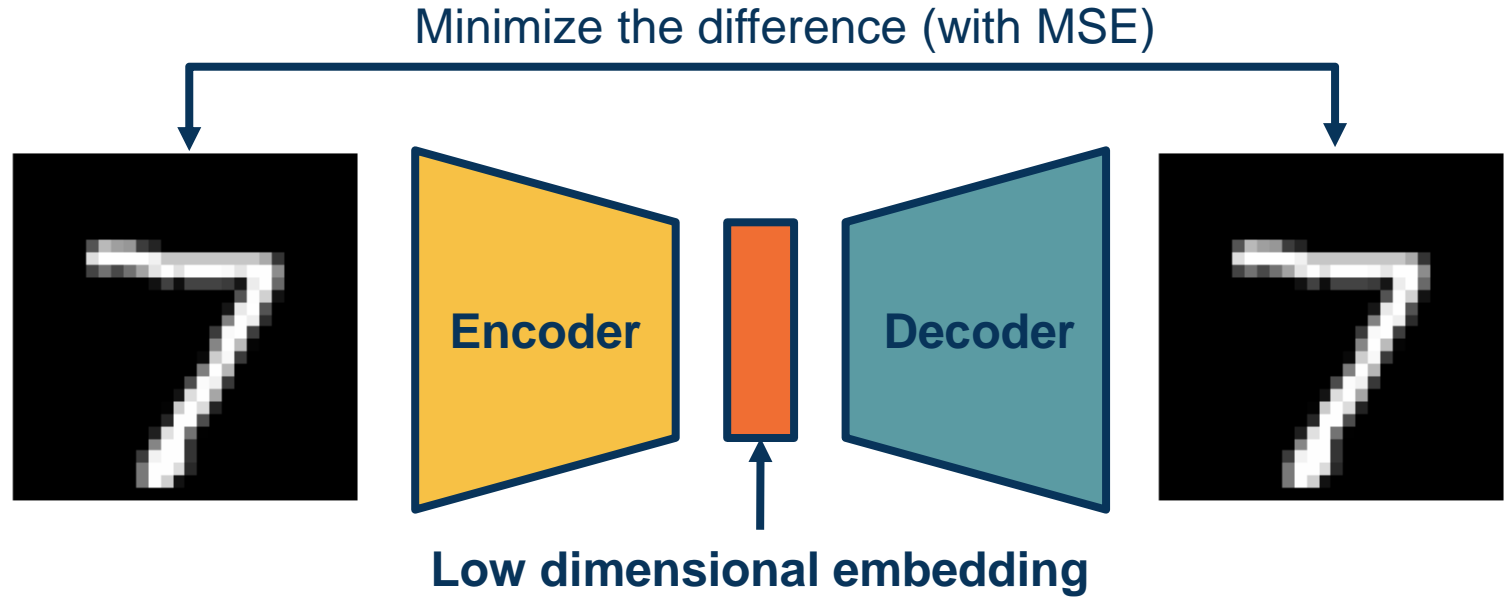 Minimize the difference (with MSE)
Encoder
Decoder
Low dimensional embedding